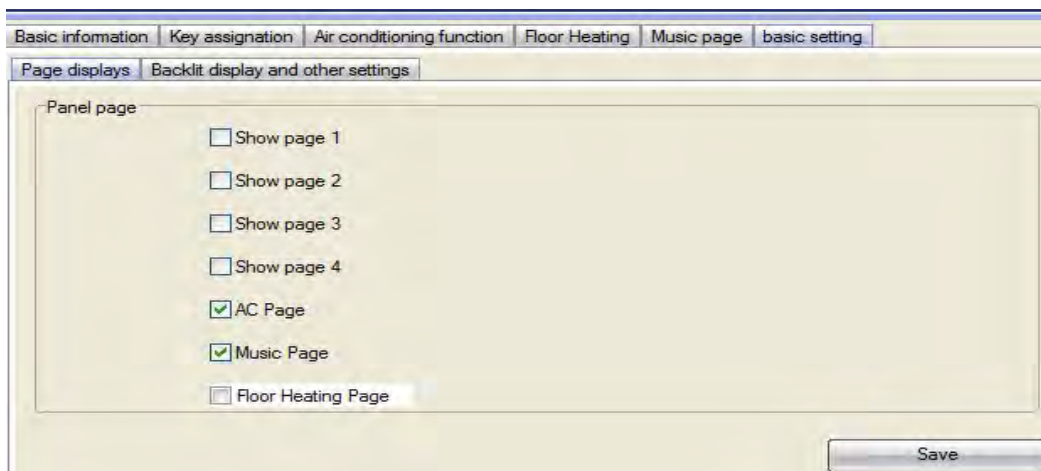 Basic information Key assignation Air conditioning function Floor Heating Music page basic setting
Page displays Backlit display and other settings
Panel page
Show page 1
Show page 2
Show page 3
Show page 4
AC Page
Music Page
Floor Heating Page
Save